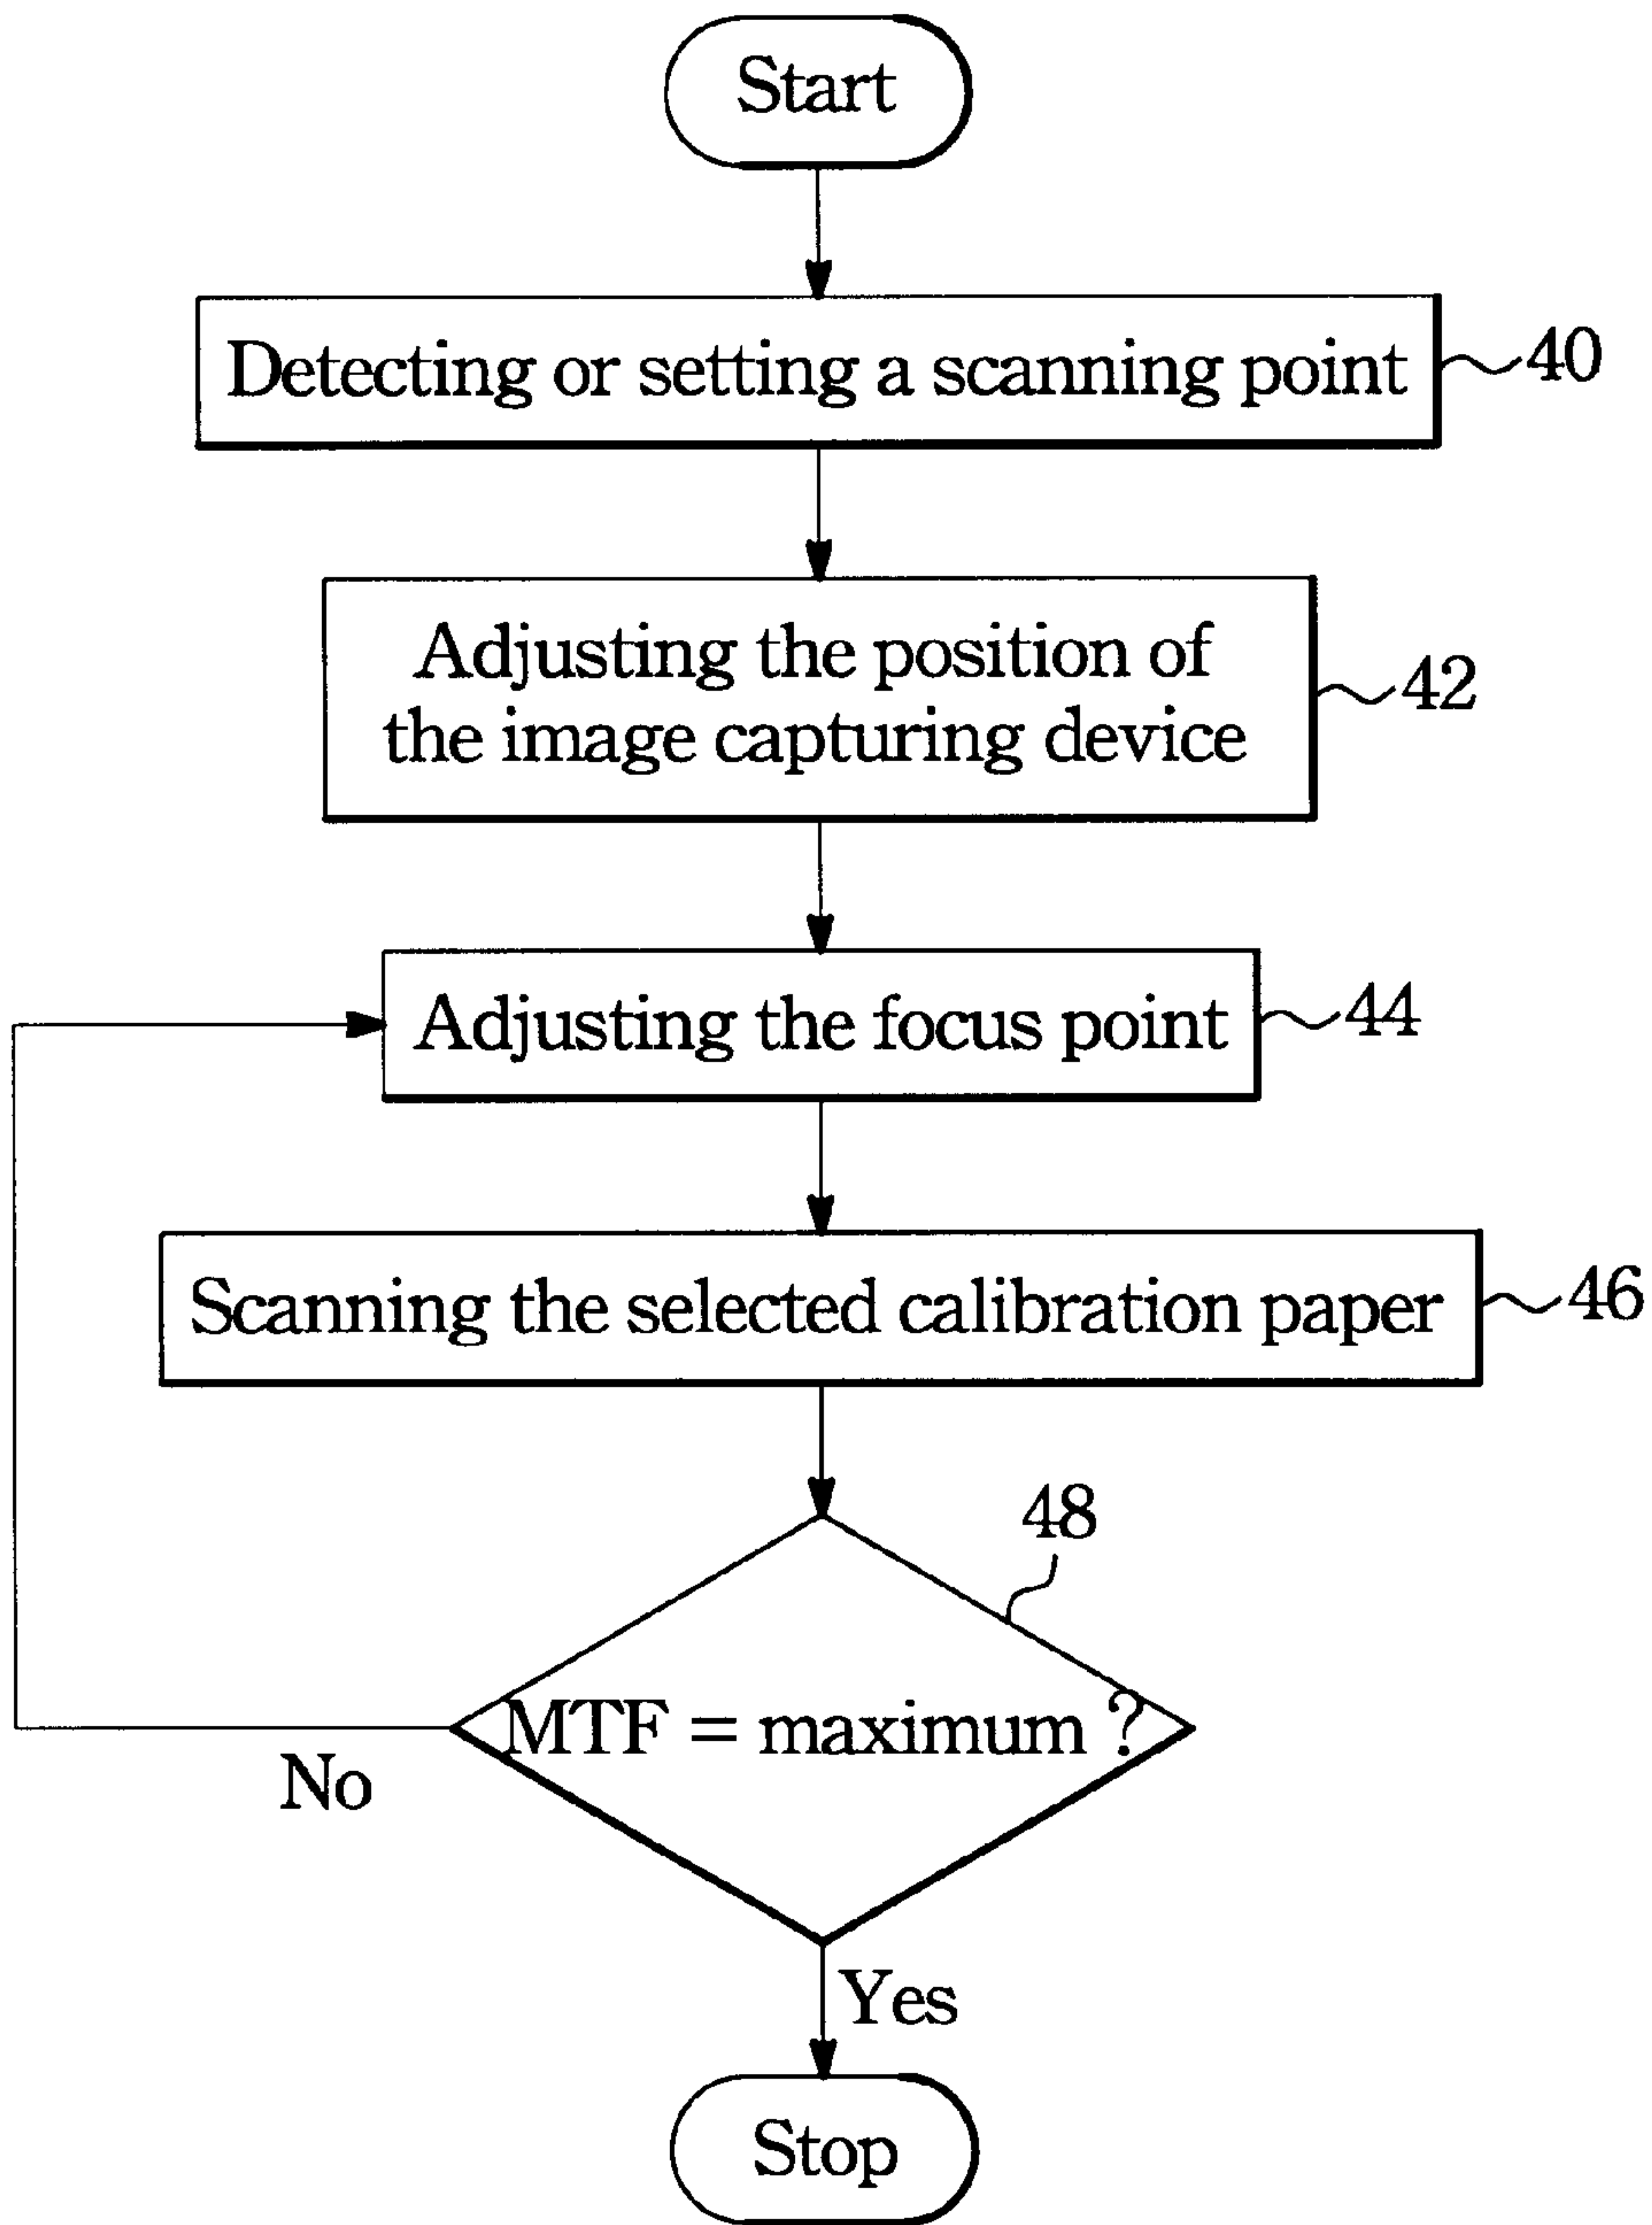 Start
Detecting or setting a scanning point
40
Adjusting the position of
the image capturing device
42
Adjusting the focus point
44
Scanning the selected calibration paper
46
48
MTF = maximum ?
No
Yes
Stop